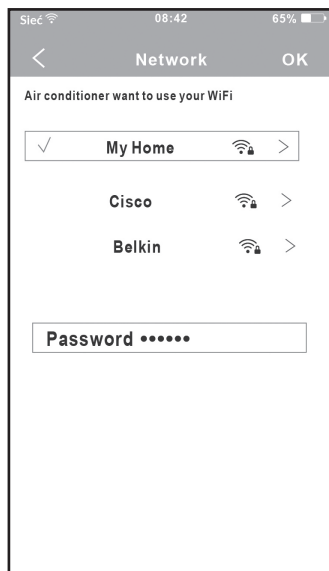 Sieć 08:42 65%
Network OK
Air conditioner want to use your WiFi
My Home
Cisco
Belkin
Password ••••••